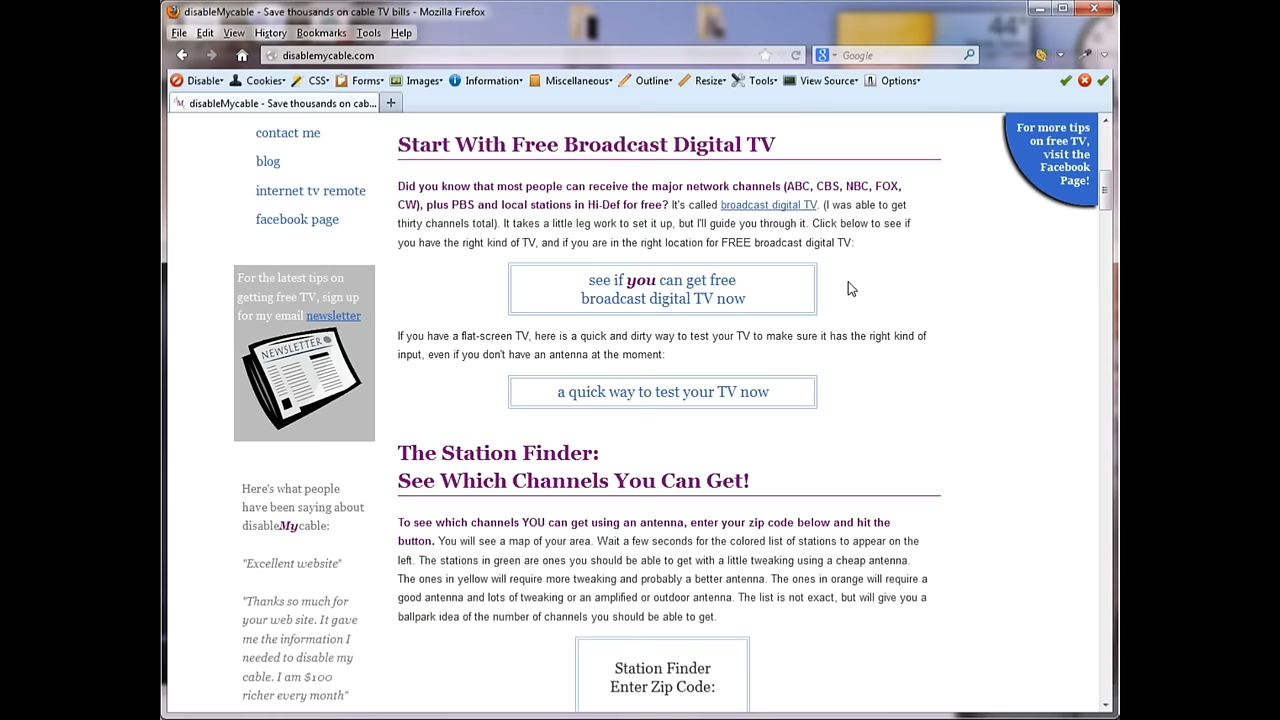 disableMycable - Save thousands on cable TV bills - Mozilla Firefox
44°
File Edit View History Bookmarks Tools Help
disablemycable.com
Google
Disable Cookies CSS Forms Images Information Miscellaneous Outline Resize Tools View Source Options
disableMycable - Save thousands on cab...
contact me
blog
internet tv remote
facebook page
For the latest tips on
getting free TV, sign up
for my email newsletter
NEWSLETTER
Here's what people
have been saying about
disableMycable:
"Excellent website"
"Thanks so much for
your web site. It gave
me the information I
needed to disable my
cable. I am $100
richer every month"
Start With Free Broadcast Digital TV
Did you know that most people can receive the major network channels (ABC, CBS, NBC, FOX,
CW), plus PBS and local stations in Hi-Def for free? It's called broadcast digital TV. (I was able to get
thirty channels total). It takes a little leg work to set it up, but I'll guide you through it. Click below to see if
you have the right kind of TV, and if you are in the right location for FREE broadcast digital TV:
see if you can get free
broadcast digital TV now
If you have a flat-screen TV, here is a quick and dirty way to test your TV to make sure it has the right kind of
input, even if you don't have an antenna at the moment:
a quick way to test your TV now
The Station Finder:
See Which Channels You Can Get!
To see which channels YOU can get using an antenna, enter your zip code below and hit the
button. You will see a map of your area. Wait a few seconds for the colored list of stations to appear on the
left. The stations in green are ones you should be able to get with a little tweaking using a cheap antenna.
The ones in yellow will require more tweaking and probably a better antenna. The ones in orange will require a
good antenna and lots of tweaking or an amplified or outdoor antenna. The list is not exact, but will give you a
ballpark idea of the number of channels you should be able to get.
Station Finder
Enter Zip Code:
For more tips
on free TV,
visit the
Facebook
Page!